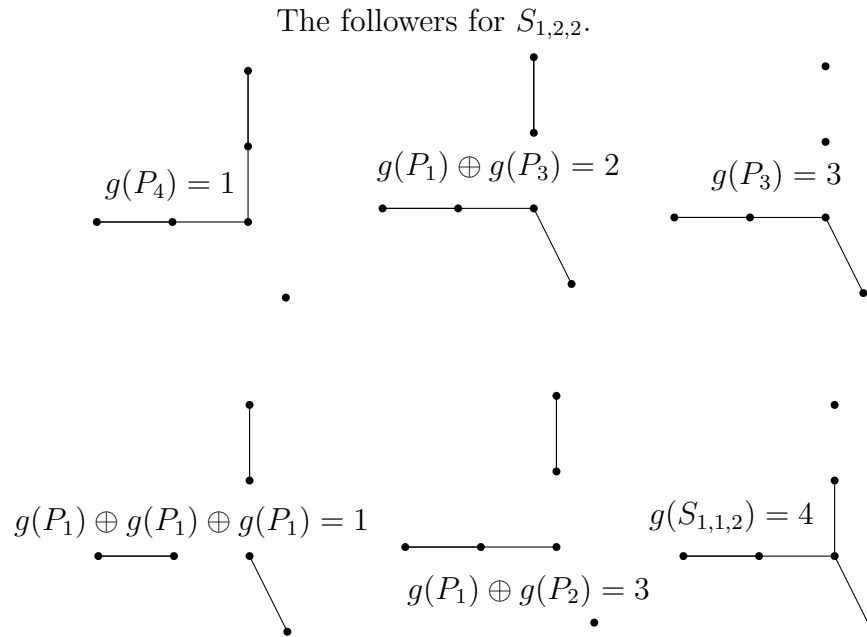 The followers for $S_{1,2,2}$.
$g(P_4) = 1$
$g(P_1) \oplus g(P_3) = 2$
$g(P_3) = 3$
$g(P_1) \oplus g(P_1) \oplus g(P_1) = 1$
$g(P_1) \oplus g(P_2) = 3$
$g(S_{1,1,2}) = 4$